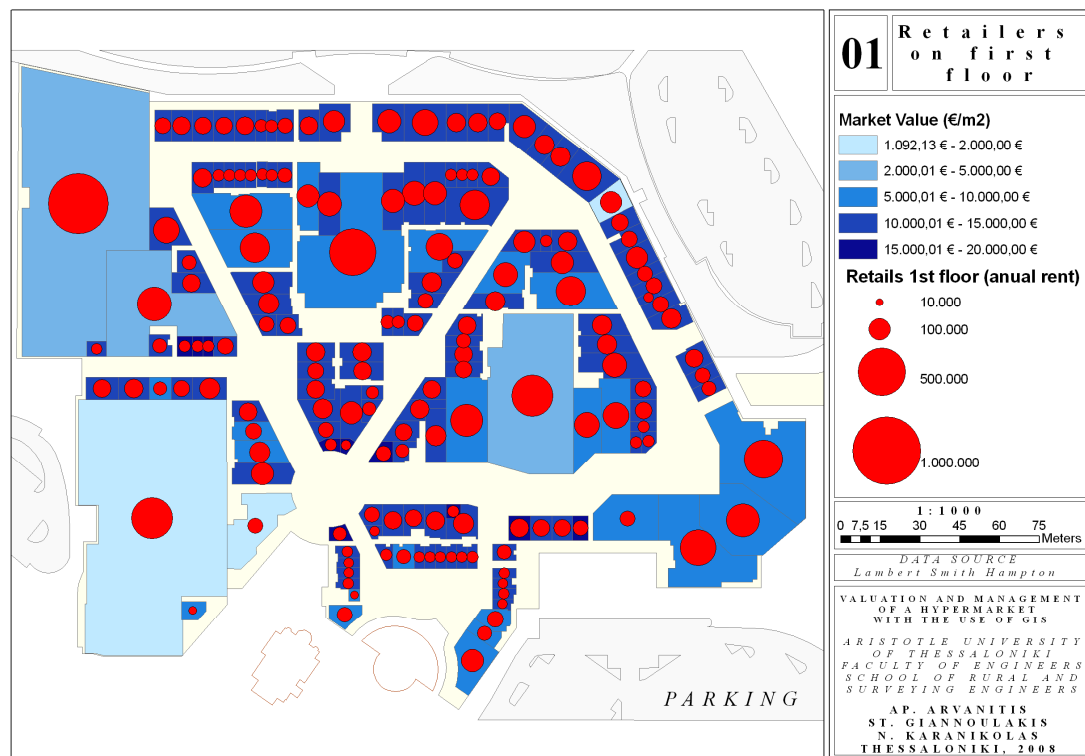 01
Retailers
on first
floor
Market Value (€/m2)
1.092,13 € - 2.000,00 €
2.000,01 € - 5.000,00 €
5.000,01 € - 10.000,00 €
10.000,01 € - 15.000,00 €
15.000,01 € - 20.000,00 €
Retails 1st floor (anual rent)
10.000
100.000
500.000
1.000.000
1:1000
0 7,5 15 30 45 60 75
Meters
DATA SOURCE
Lambert Smith Hampton
VALUATION AND MANAGEMENT
OF A HYPERMARKET
WITH THE USE OF GIS
ARISTOTLE UNIVERSITY
OF THESSALONIKI
FACULTY OF ENGINEERS
SCHOOL OF RURAL AND
SURVEYING ENGINEERS
AP. ARVANITIS
ST. GIANNOULAKIS
N. KARANIKOLAS
THESSALONIKI, 2008
PARKING